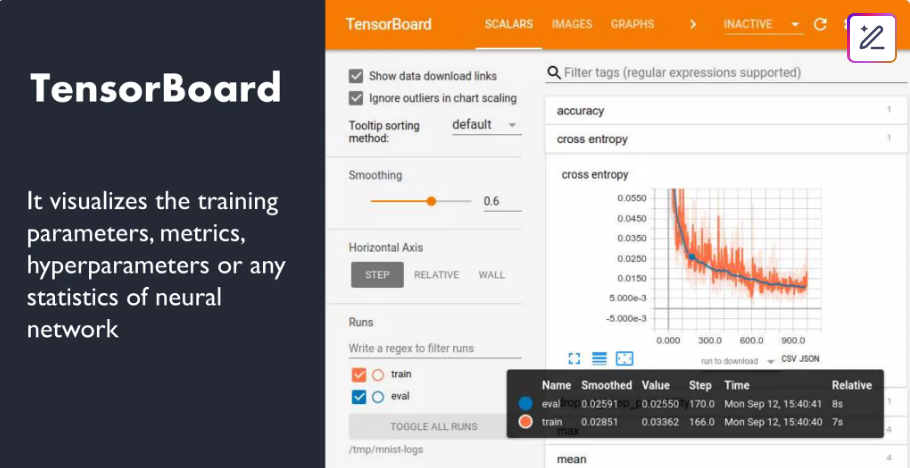 TensorBoard
It visualizes the training
parameters, metrics,
hyperparameters or any
statistics of neural
network
TensorBoard SCALARS IMAGES GRAPHS INACTIVE
Show data download links
Ignore outliers in chart scaling
Tooltip sorting
method:
default
Smoothing
0.6
Horizontal Axis
STEP RELATIVE WALL
Runs
Write a regex to filter runs
train
eval
TOGGLE ALL RUNS
/tmp/mnist-logs
Filter tags (regular expressions supported)
accuracy 1
cross entropy 1
cross entropy
0.0550
0.0450
0.0350
0.0250
0.0150
5.000e-3
-5.000e-3
0.000 300.0 600.0 900.0
run to download CSV JSON
Name Smoothed Value Step Time Relative
eval 0.02591 0.02550 170.0 Mon Sep 12, 15:40:41 8s
train 0.02851 0.03362 166.0 Mon Sep 12, 15:40:40 7s
1
max 4
mean 4